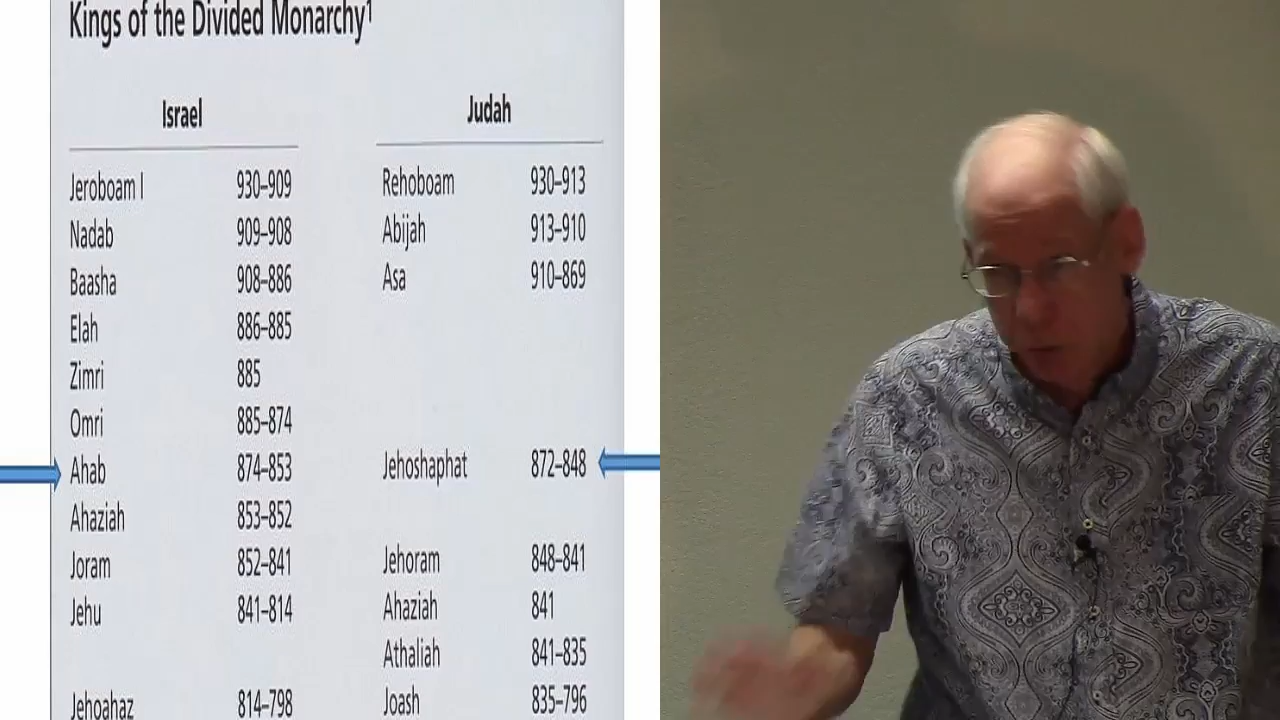 Kings of the Divided Monarchy¹
Israel Judah
Jeroboam I 930–909 Rehoboam 930–913
Nadab 909–908 Abijah 913–910
Baasha 908–886 Asa 910–869
Elah 886–885
Zimri 885
Omri 885–874
Ahab 874–853 Jehoshaphat 872–848
Ahaziah 853–852
Joram 852–841 Jehoram 848–841
Jehu 841–814 Ahaziah 841
Athaliah 841–835
Jehoahaz 814–798 Joash 835–796